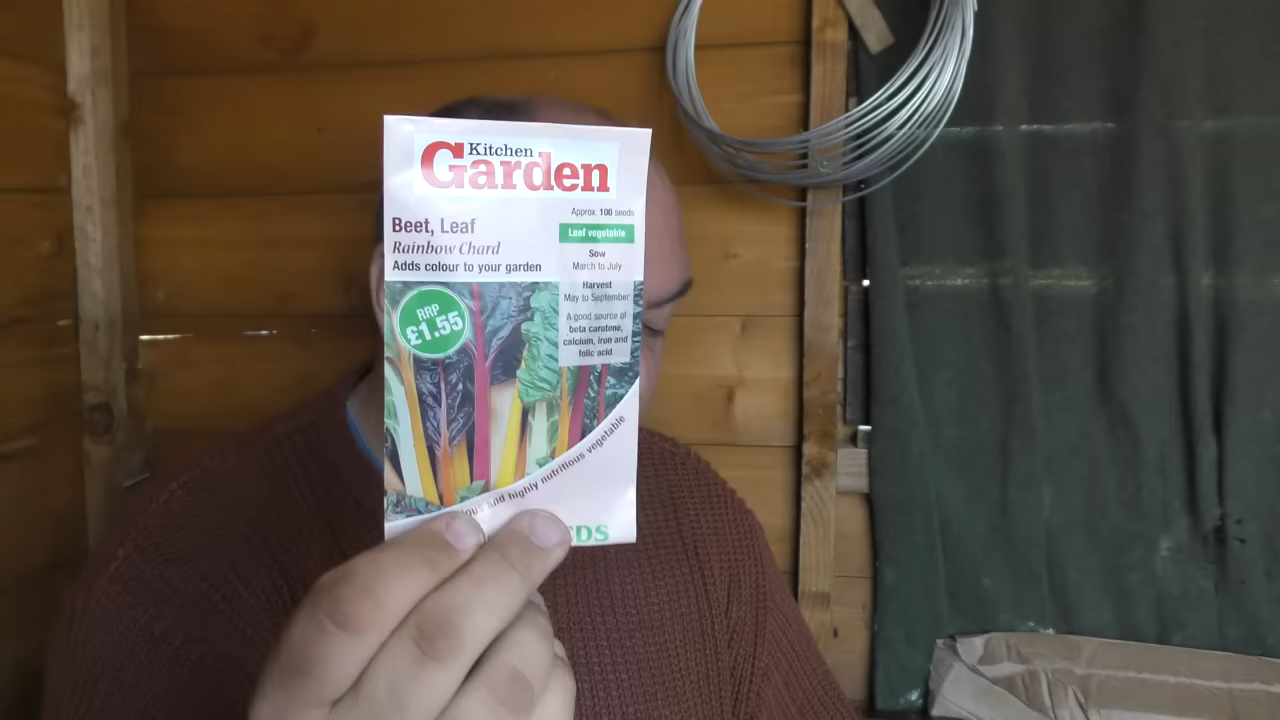 Kitchen
Garden
Approx. 100 seeds
Beet, Leaf
Leaf vegetable
Rainbow Chard
Sow
Adds colour to your garden
March to July
Harvest
May to September
RRP
£1.55
A good source of
beta carotene,
calcium, iron and
folic acid
and highly nutritious vegetable